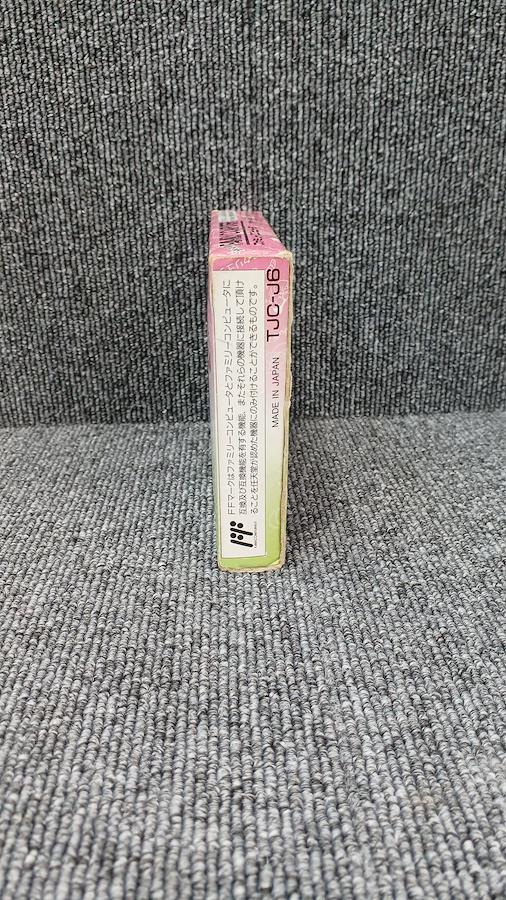 FFマークはファミリーコンピュータとファミリーコンピュータに
互換及び互換機能を有する機能、またそれらの機器に接続して頂け
ることを任天堂が認めた機器にのみ付けることができるものです。
MADE IN JAPAN
TJC-J6